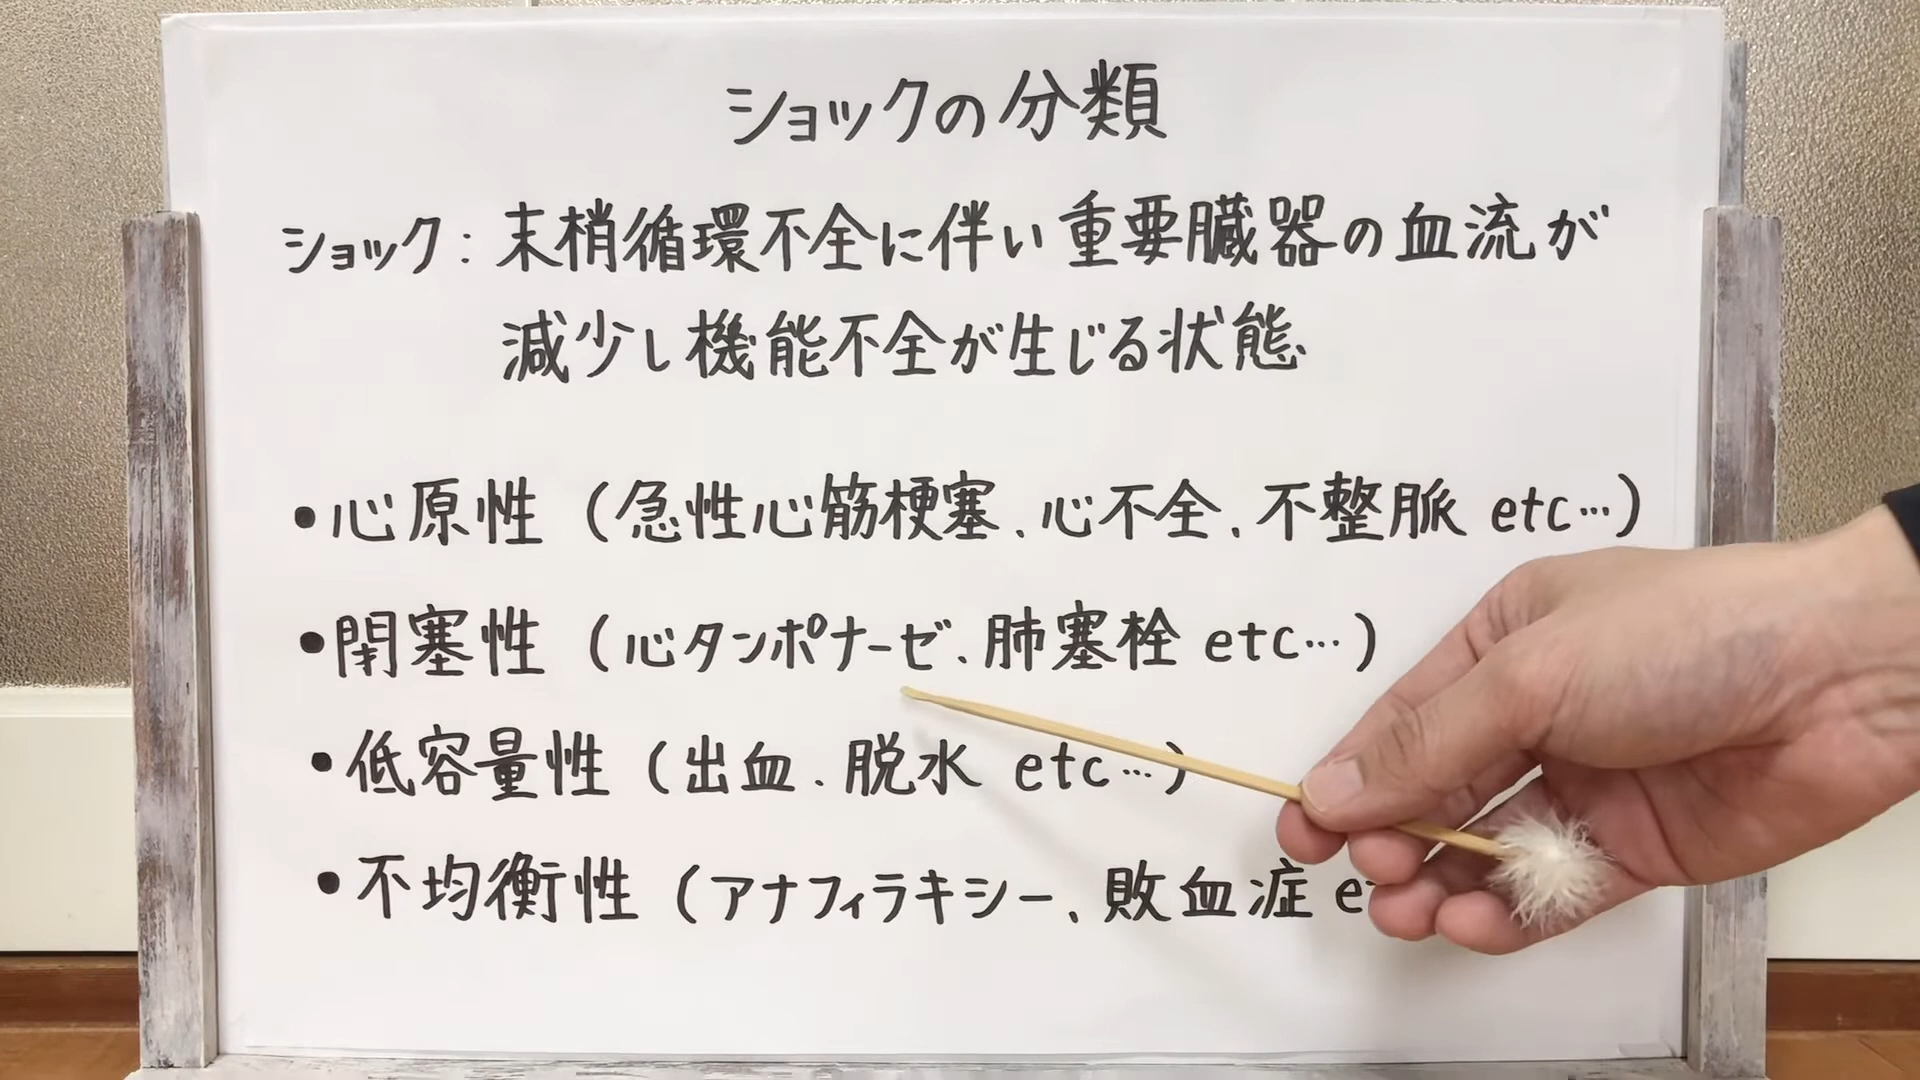 ショックの分類
ショック：末梢循環不全に伴い重要臓器の血流が
減少し機能不全が生じる状態
・心原性（急性心筋梗塞、心不全、不整脈 etc…）
・閉塞性（心タンポナーゼ、肺塞栓 etc…）
・低容量性（出血、脱水 etc…）
・不均衡性（アナフィラキシー、敗血症